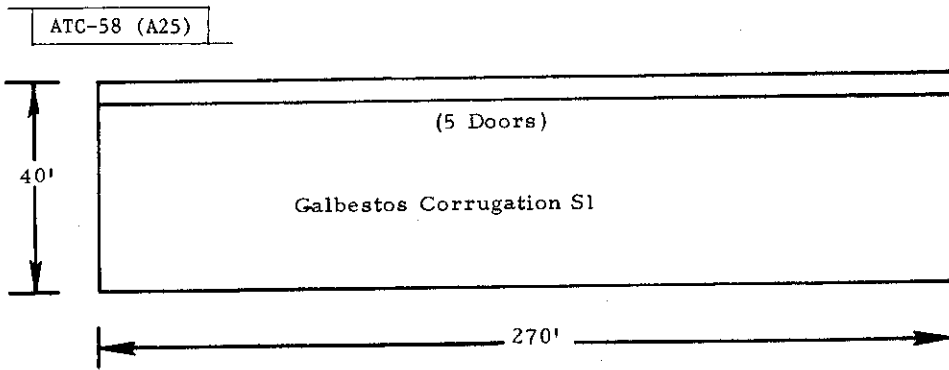 ATC-58 (A25)
(5 Doors)
40'
Galbestos Corrugation S1
270'